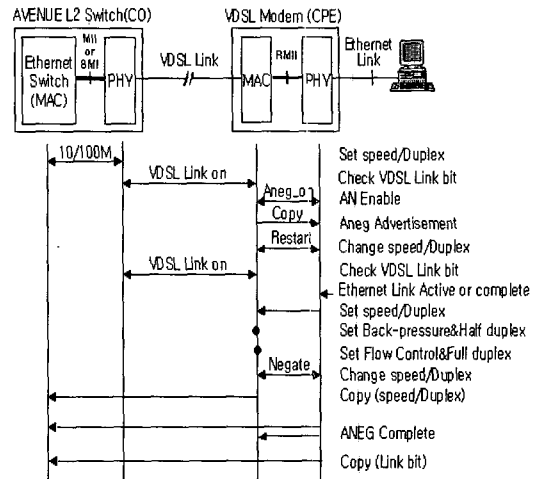 AVENUE L2 Switch(CO)
VDSL Modem (CPE)
MII
or
SMI
Ethernet
Switch
(MAC)
PHY
VDSL Link
MAC
RMII
PHY
Ethernet
Link
10/100M
Set speed/Duplex
VDSL Link on
Check VDSL Link bit
Aneg_on
AN Enable
Copy
Aneg Advertisement
Restart
Change speed/Duplex
VDSL Link on
Check VDSL Link bit
Ethernet Link Active or complete
Set speed/Duplex
Set Back-pressure&Half duplex
Set Flow Control&Full duplex
Negate
Change speed/Duplex
Copy (speed/Duplex)
ANEG Complete
Copy (Link bit)